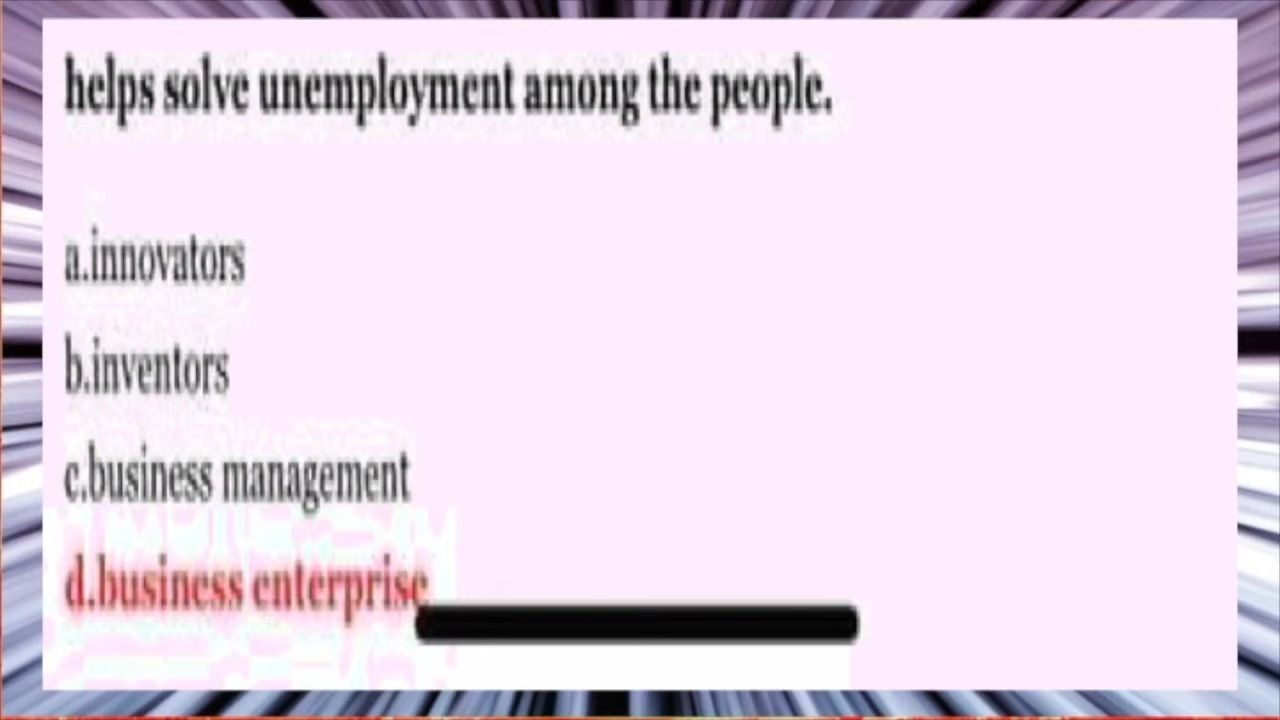 helps solve unemployment among the people.
a.innovators
b.inventors
c.business management
d.business enterprise